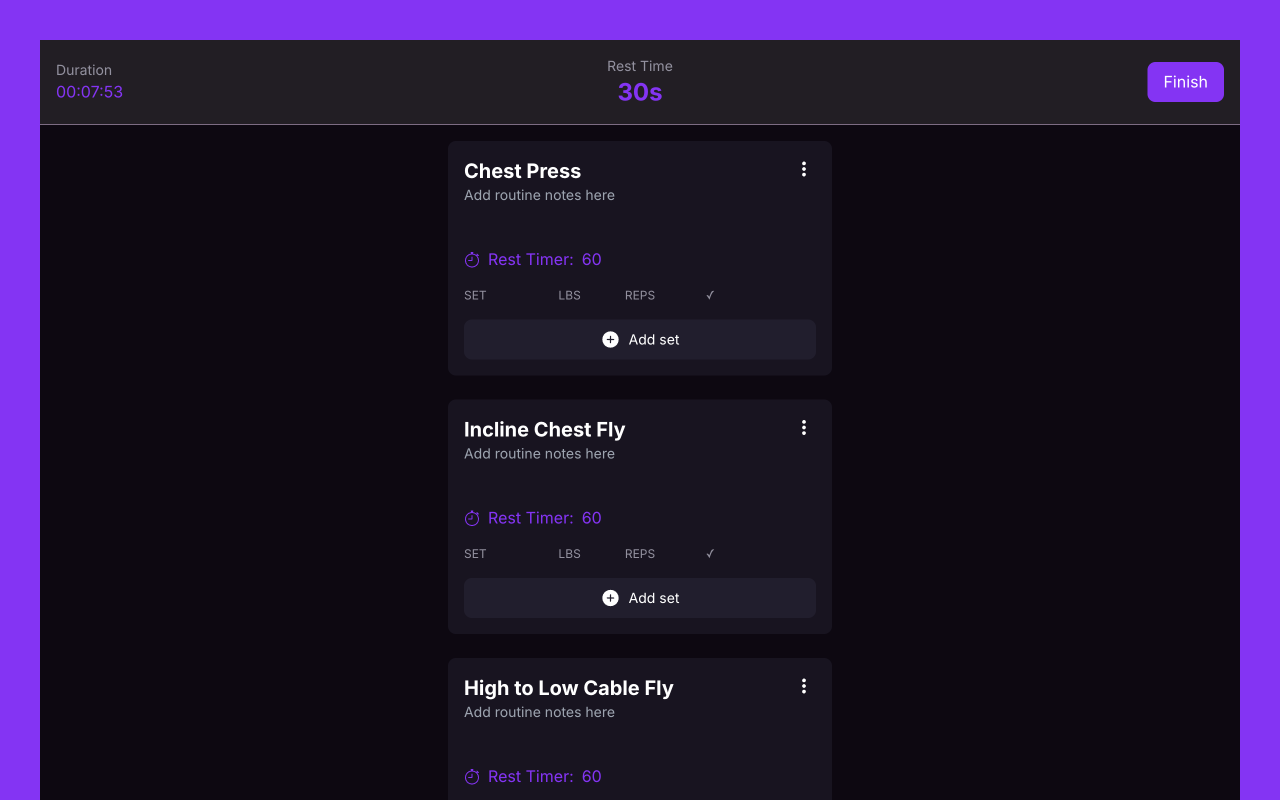 Duration
00:07:53
Rest Time
30s
Finish
Chest Press
Add routine notes here
Rest Timer: 60
SET LBS REPS ✓
Add set
Incline Chest Fly
Add routine notes here
Rest Timer: 60
SET LBS REPS ✓
Add set
High to Low Cable Fly
Add routine notes here
Rest Timer: 60